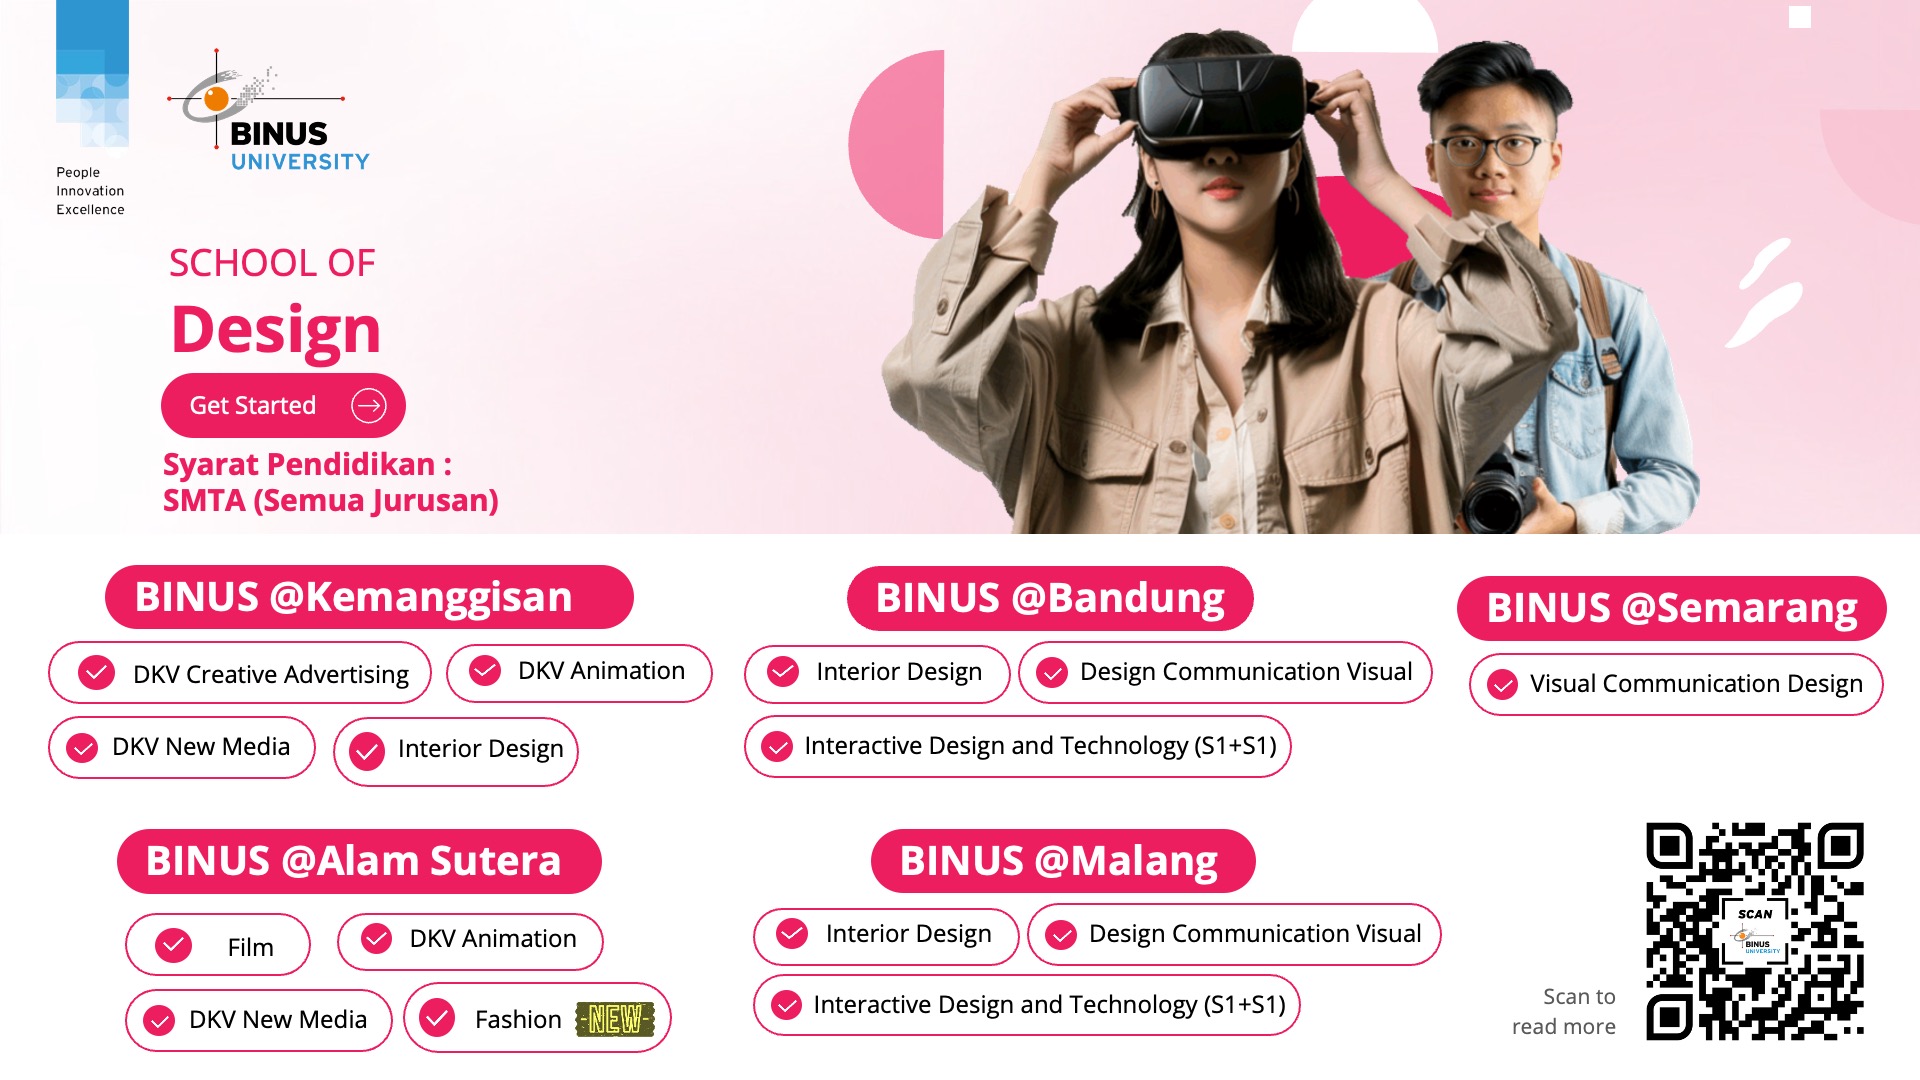 People
Innovation
Excellence
BINUS
UNIVERSITY
SCHOOL OF
Design
Get Started
Syarat Pendidikan :
SMTA (Semua Jurusan)
BINUS @Kemanggisan
DKV Creative Advertising
DKV Animation
DKV New Media
Interior Design
BINUS @Bandung
Interior Design
Design Communication Visual
Interactive Design and Technology (S1+S1)
BINUS @Semarang
Visual Communication Design
BINUS @Alam Sutera
Film
DKV Animation
DKV New Media
Fashion NEW
BINUS @Malang
Interior Design
Design Communication Visual
Interactive Design and Technology (S1+S1)
Scan to
read more
SCAN
BINUS
UNIVERSITY